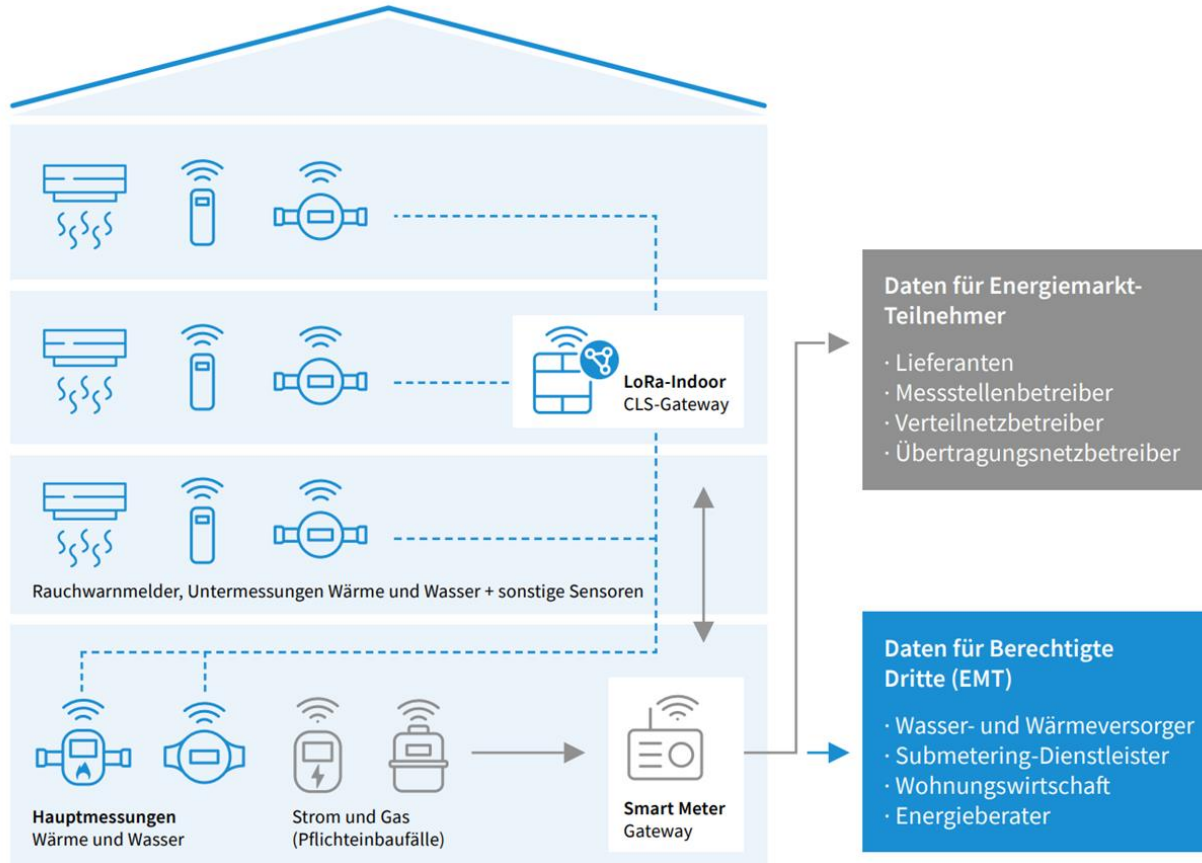 LoRa-Indoor
CLS-Gateway
Rauchwarnmelder, Untermessungen Wärme und Wasser + sonstige Sensoren
Hauptmessungen
Wärme und Wasser
Strom und Gas
(Pflichteinbaufälle)
Smart Meter
Gateway
Daten für Energiemarkt-
Teilnehmer
· Lieferanten
· Messstellenbetreiber
· Verteilnetzbetreiber
· Übertragungsnetzbetreiber
Daten für Berechtigte
Dritte (EMT)
· Wasser- und Wärmeversorger
· Submetering-Dienstleister
· Wohnungswirtschaft
· Energieberater